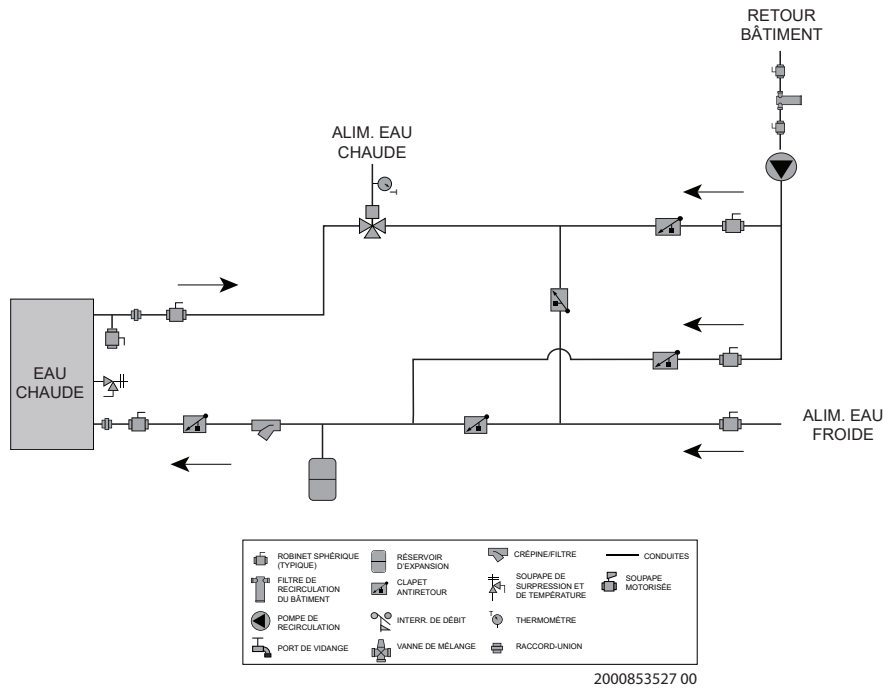 RETOUR
BÂTIMENT
ALIM. EAU
CHAUDE
EAU
CHAUDE
ALIM. EAU
FROIDE
ROBINET SPHÉRIQUE
(TYPIQUE)
RÉSERVOIR
D'EXPANSION
CRÉPINE/FILTRE
CONDUITES
FILTRE DE
RECIRCULATION
DU BÂTIMENT
CLAPET
ANTIRETOUR
SOUPAPE DE
SURPRESSION ET
DE TEMPÉRATURE
SOUPAPE
MOTORISÉE
POMPE DE
RECIRCULATION
INTERR. DE DÉBIT
THERMOMÈTRE
PORT DE VIDANGE
VANNE DE MÉLANGE
RACCORD-UNION
2000853527 00